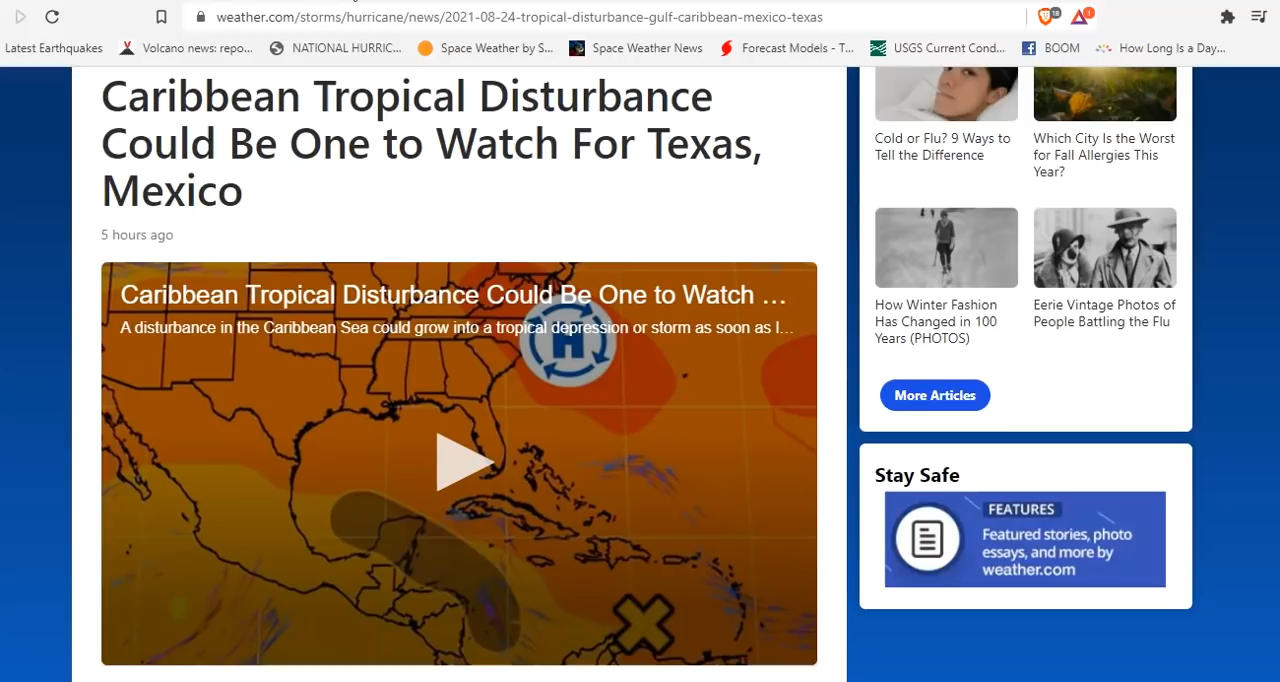 weather.com/storms/hurricane/news/2021-08-24-tropical-disturbance-gulf-caribbean-mexico-texas
18
1
Latest Earthquakes
Volcano news: repo...
NATIONAL HURRIC...
Space Weather by S...
Space Weather News
Forecast Models - T...
USGS Current Cond...
BOOM
How Long Is a Day...
Caribbean Tropical Disturbance
Could Be One to Watch For Texas,
Mexico
5 hours ago
Caribbean Tropical Disturbance Could Be One to Watch ...
A disturbance in the Caribbean Sea could grow into a tropical depression or storm as soon as l...
H
Cold or Flu? 9 Ways to
Tell the Difference
Which City Is the Worst
for Fall Allergies This
Year?
How Winter Fashion
Has Changed in 100
Years (PHOTOS)
Eerie Vintage Photos of
People Battling the Flu
More Articles
Stay Safe
FEATURES
Featured stories, photo
essays, and more by
weather.com